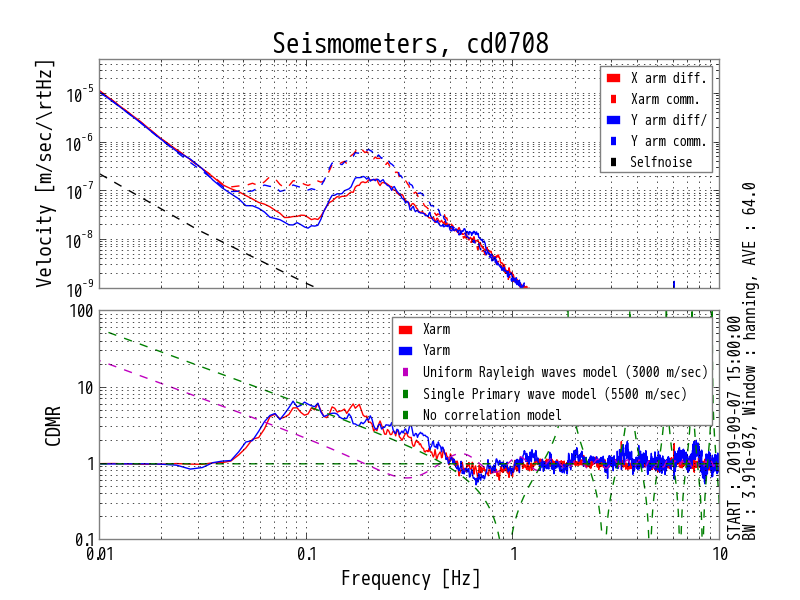 Seismometers, cd0708
Velocity [m/sec/\rtHz]
10^-5
10^-6
10^-7
10^-8
10^-9
X arm diff.
Xarm comm.
Y arm diff/
Y arm comm.
Selfnoise
CDMR
100
10
1
0.1
Xarm
Yarm
Uniform Rayleigh waves model (3000 m/sec)
Single Primary wave model (5500 m/sec)
No correlation model
0.01
0.1
1
10
Frequency [Hz]
START : 2019-09-07 15:00:00
BW : 3.91e-03, Window : hanning, AVE : 64.0